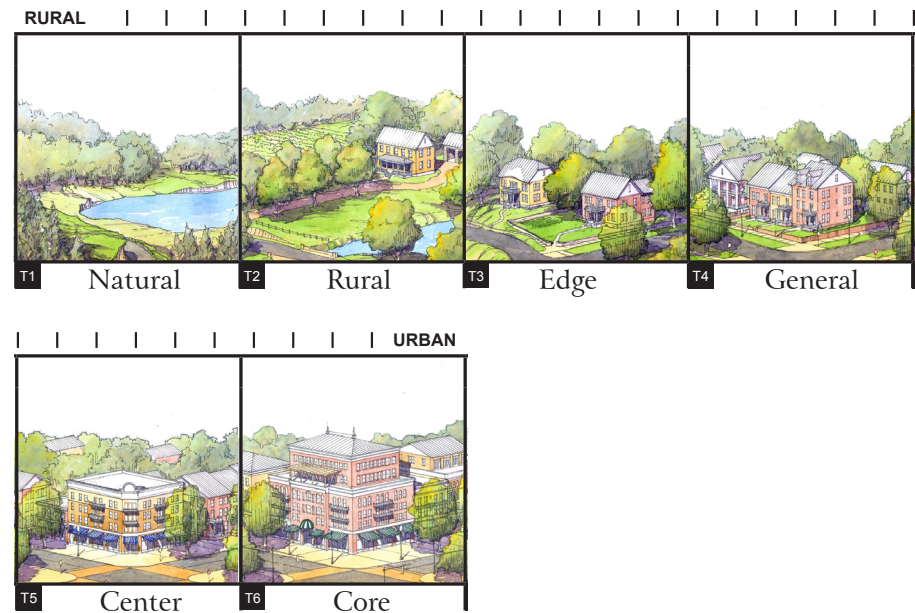 RURAL
T1 Natural
T2 Rural
T3 Edge
T4 General
URBAN
T5 Center
T6 Core